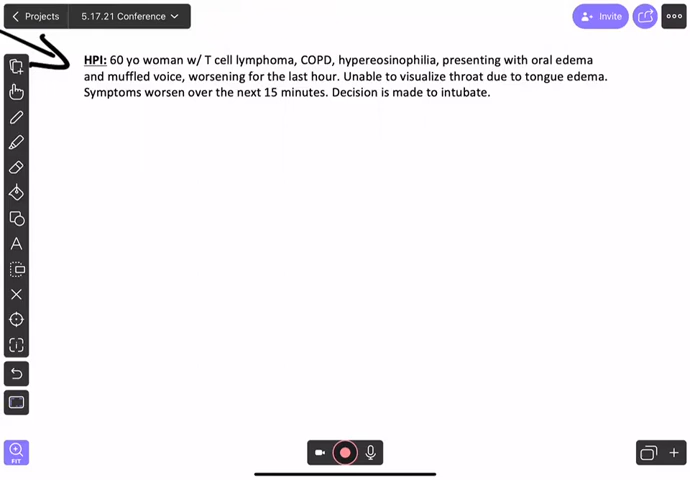 Projects
5.17.21 Conference
Invite
HPI: 60 yo woman w/ T cell lymphoma, COPD, hypereosinophilia, presenting with oral edema
and muffled voice, worsening for the last hour. Unable to visualize throat due to tongue edema.
Symptoms worsen over the next 15 minutes. Decision is made to intubate.
A
FIT